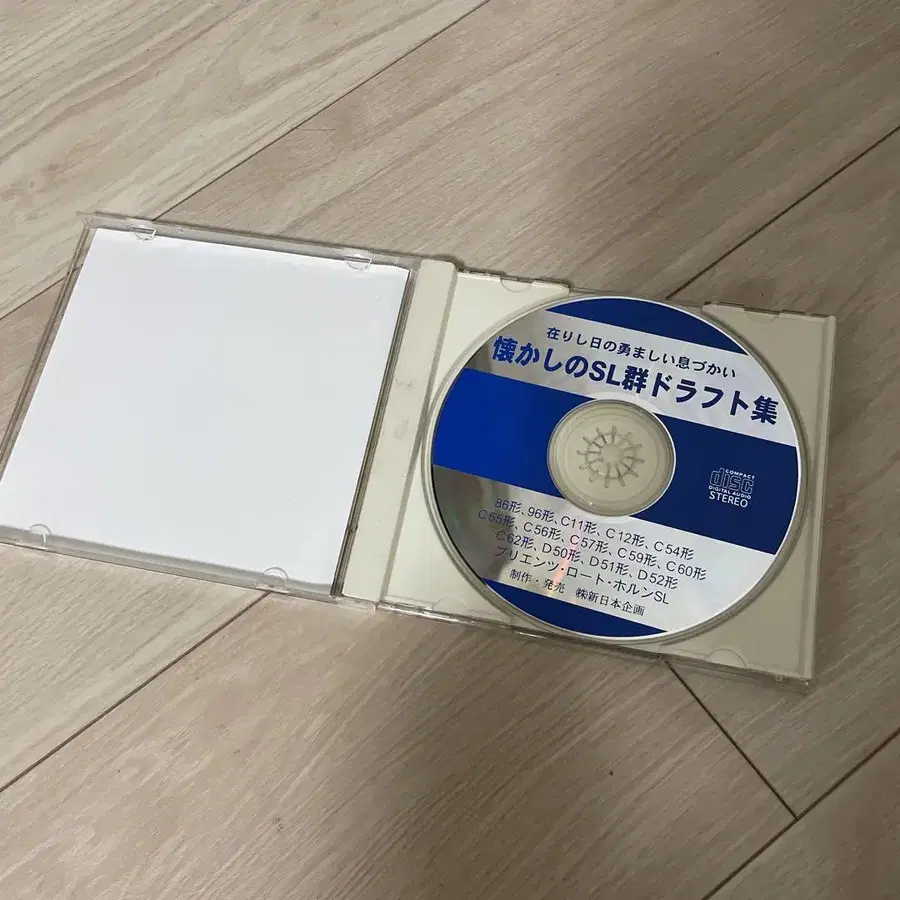 在りし日の勇ましい息づかい
懐かしのSL群ドラフト集
COMPACT
disc
DIGITAL AUDIO
STEREO
86形、96形、C11形、C12形、C54形
C55形、C56形、C57形、C59形、C60形
C62形、D50形、D51形、D52形
ブリエンツ・ロート・ホルンSL
制作・発売 ㈱新日本企画